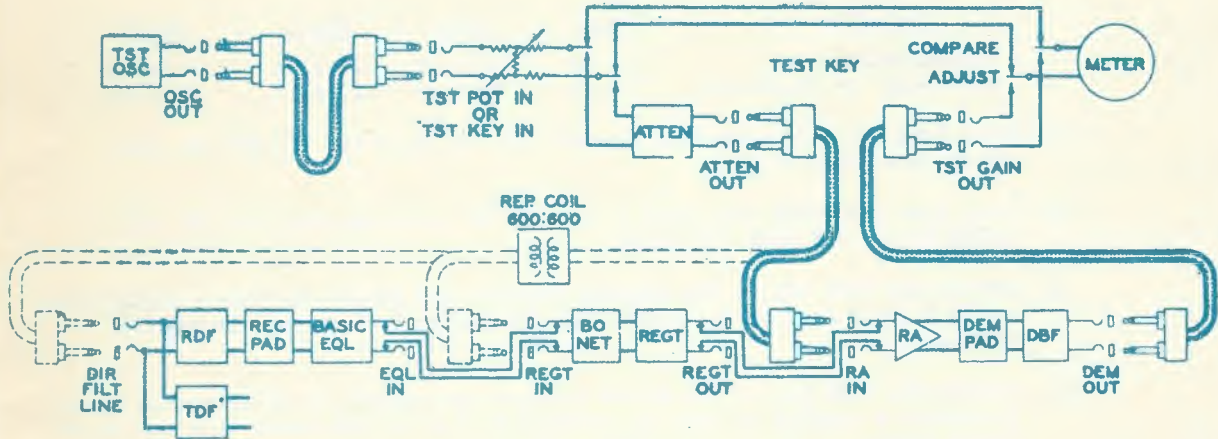 TST
OSC
OSC
OUT
TST POT IN
OR
TST KEY IN
ATTEN
ATTEN
OUT
TEST KEY
COMPARE
ADJUST
METER
TST GAIN
OUT
REP. COIL
600:600
DIR
FILT
LINE
RDF
TDF
REC
PAD
BASIC
EQL
EQL
IN
REGT
IN
BO
NET
REGT
REGT
OUT
RA
IN
RA
DEM
PAD
DBF
DEM
OUT